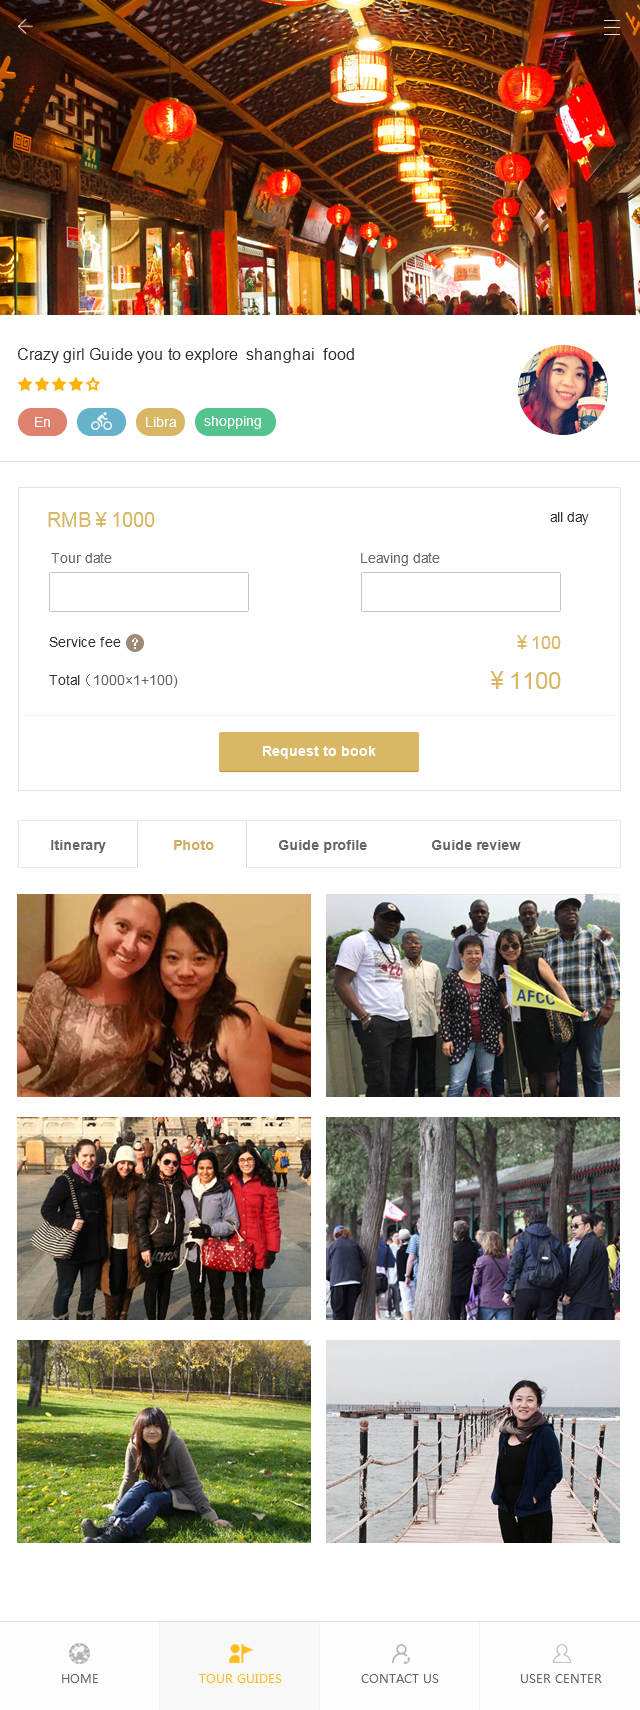 14
Crazy girl Guide you to explore shanghai food
En
Libra
shopping
RMB ¥ 1000
all day
Tour date
Leaving date
Service fee ?
¥ 100
Total （1000×1+100)
¥ 1100
Request to book
Itinerary
Photo
Guide profile
Guide review
AFCC
HOME
TOUR GUIDES
CONTACT US
USER CENTER